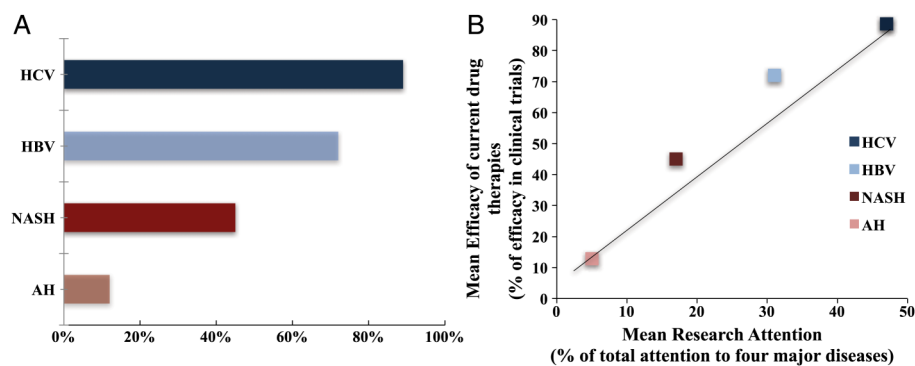 A
HCV
HBV
NASH
AH
0%
20%
40%
60%
80%
100%
B
Mean Efficacy of current drug
therapies
(% of efficacy in clinical trials)
90
80
70
60
50
40
30
20
10
0
0
10
20
30
40
50
HCV
HBV
NASH
AH
Mean Research Attention
(% of total attention to four major diseases)